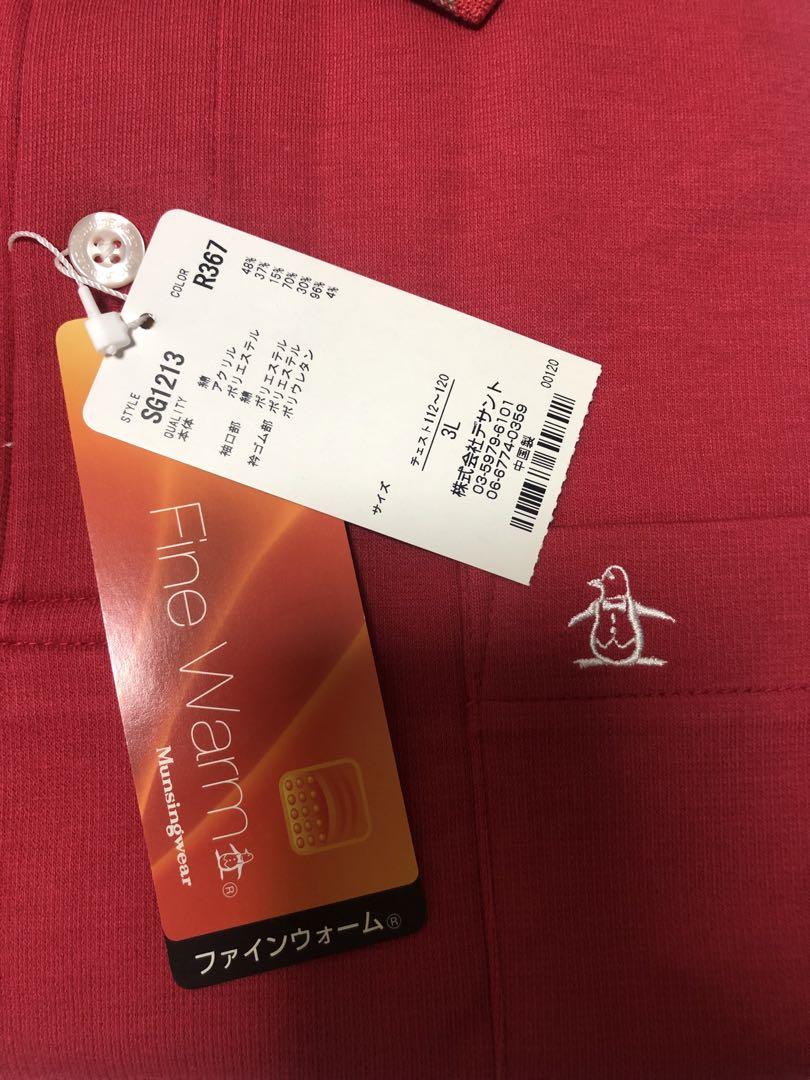 STYLE
SG1213
COLOR
R367
QUALITY
本体
綿 48%
アクリル 37%
ポリエステル 15%
袖口部 ポリエステル 70%
綿 30%
衿ゴム部 ポリエステル 96%
ポリウレタン 4%
サイズ
チェスト112～120
3L
株式会社デサント
03-5979-6101
06-6774-0359
中国製
00120
Fine Warm®
Munsingwear
ファインウォーム®